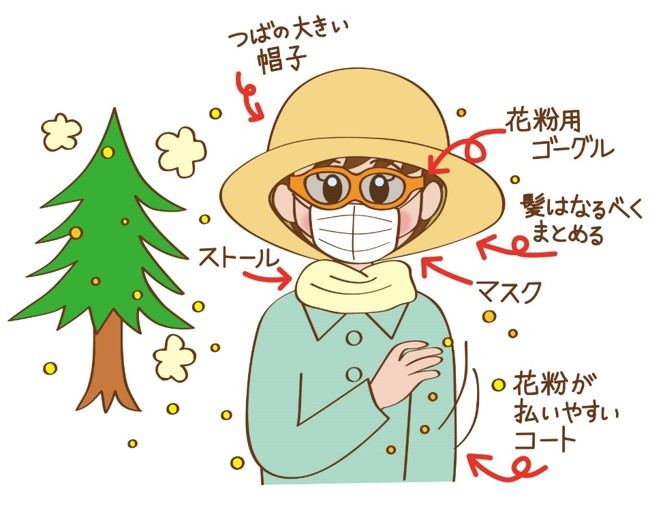 つばの大きい
帽子
花粉用
ゴーグル
髪はなるべく
まとめる
ストール
マスク
花粉が
払いやすい
コート